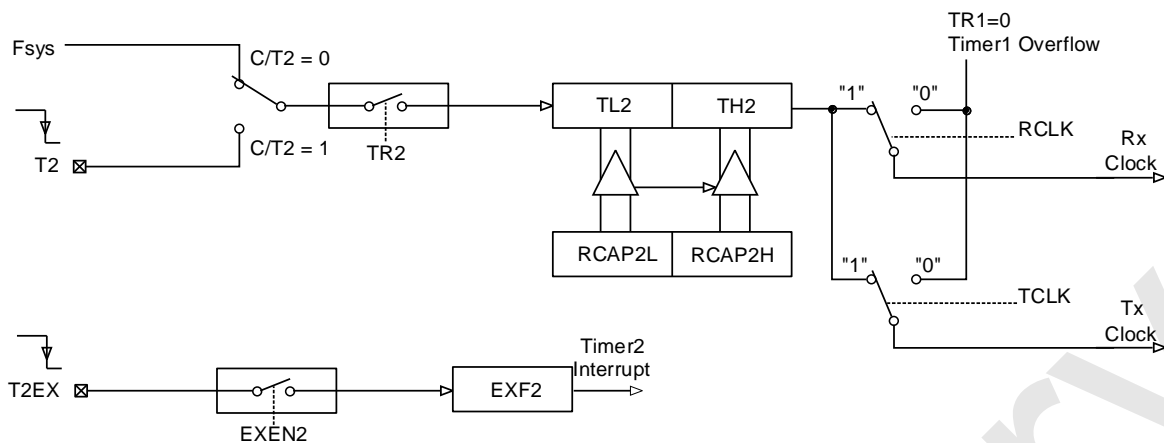 TR1=0
Timer1 Overflow
Fsys
C/T2 = 0
"1"
"0"
TL2
TH2
T2
C/T2 = 1
TR2
RCLK
Rx
Clock
RCAP2L
RCAP2H
"1"
"0"
TCLK
Tx
Clock
Timer2
Interrupt
T2EX
EXF2
EXEN2